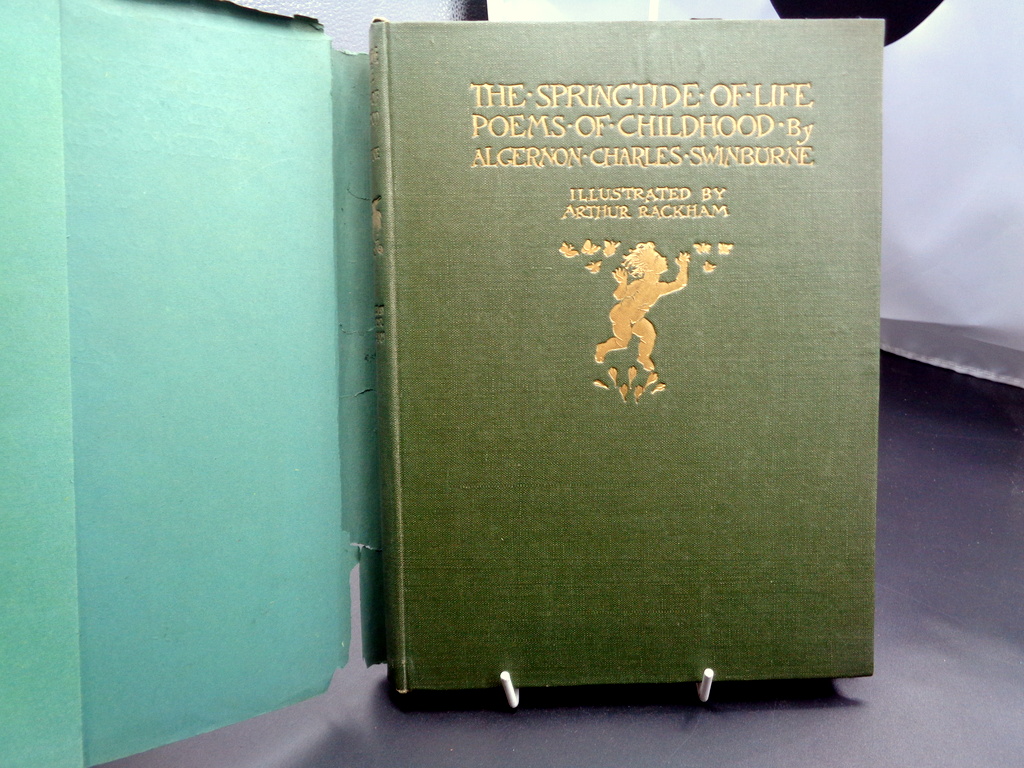 THE·SPRINGTIDE·OF·LIFE
POEMS·OF·CHILDHOOD·By
ALGERNON·CHARLES·SWINBURNE
ILLUSTRATED BY
ARTHUR RACKHAM